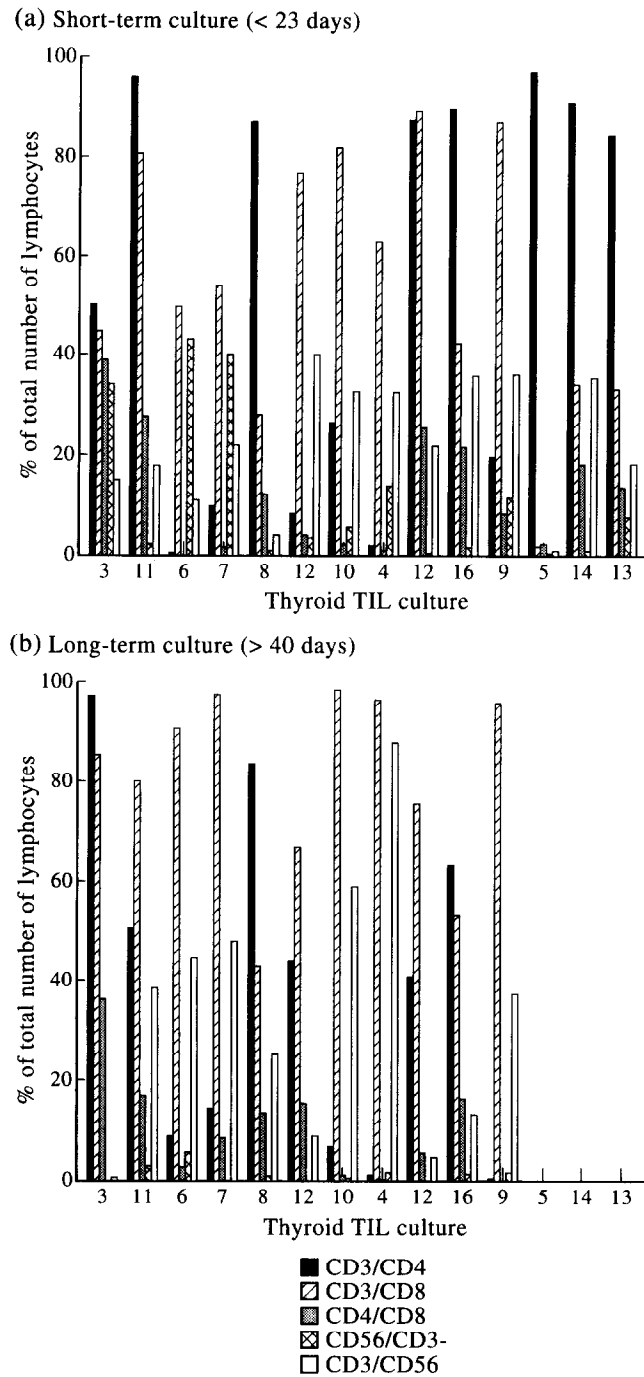 (a) Short-term culture (< 23 days)
100
80
60
40
20
0
% of total number of lymphocytes
3 11 6 7 8 12 10 4 12 16 9 5 14 13
Thyroid TIL culture
(b) Long-term culture (> 40 days)
100
80
60
40
20
0
% of total number of lymphocytes
3 11 6 7 8 12 10 4 12 16 9 5 14 13
Thyroid TIL culture
CD3/CD4
CD3/CD8
CD4/CD8
CD56/CD3-
CD3/CD56